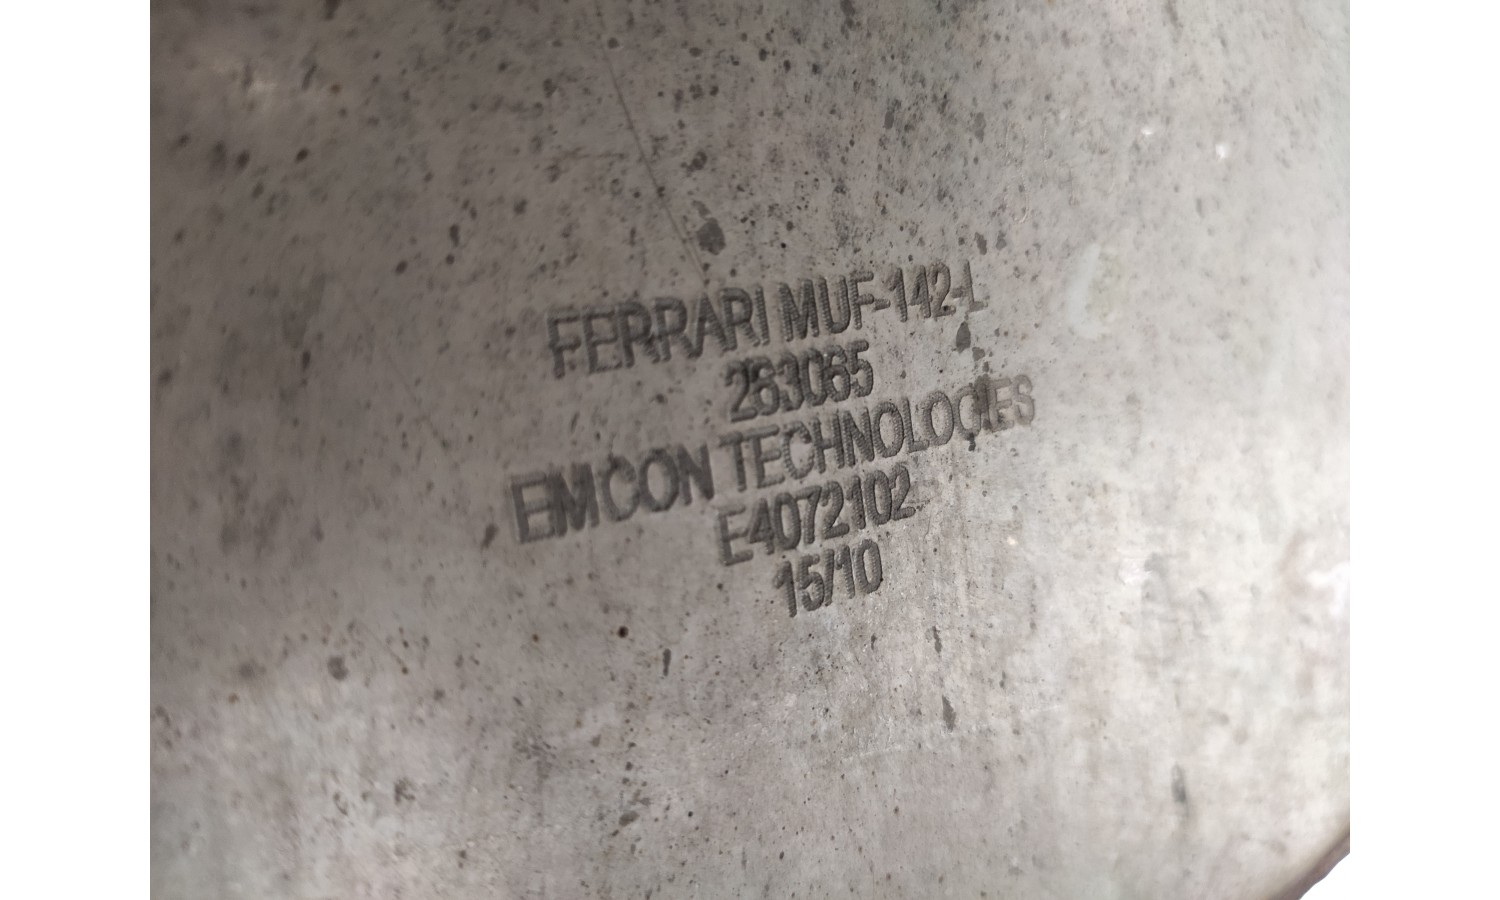 FERRARI MUF-142-L
263065
EMCON TECHNOLOGIES
E4072102
15/10